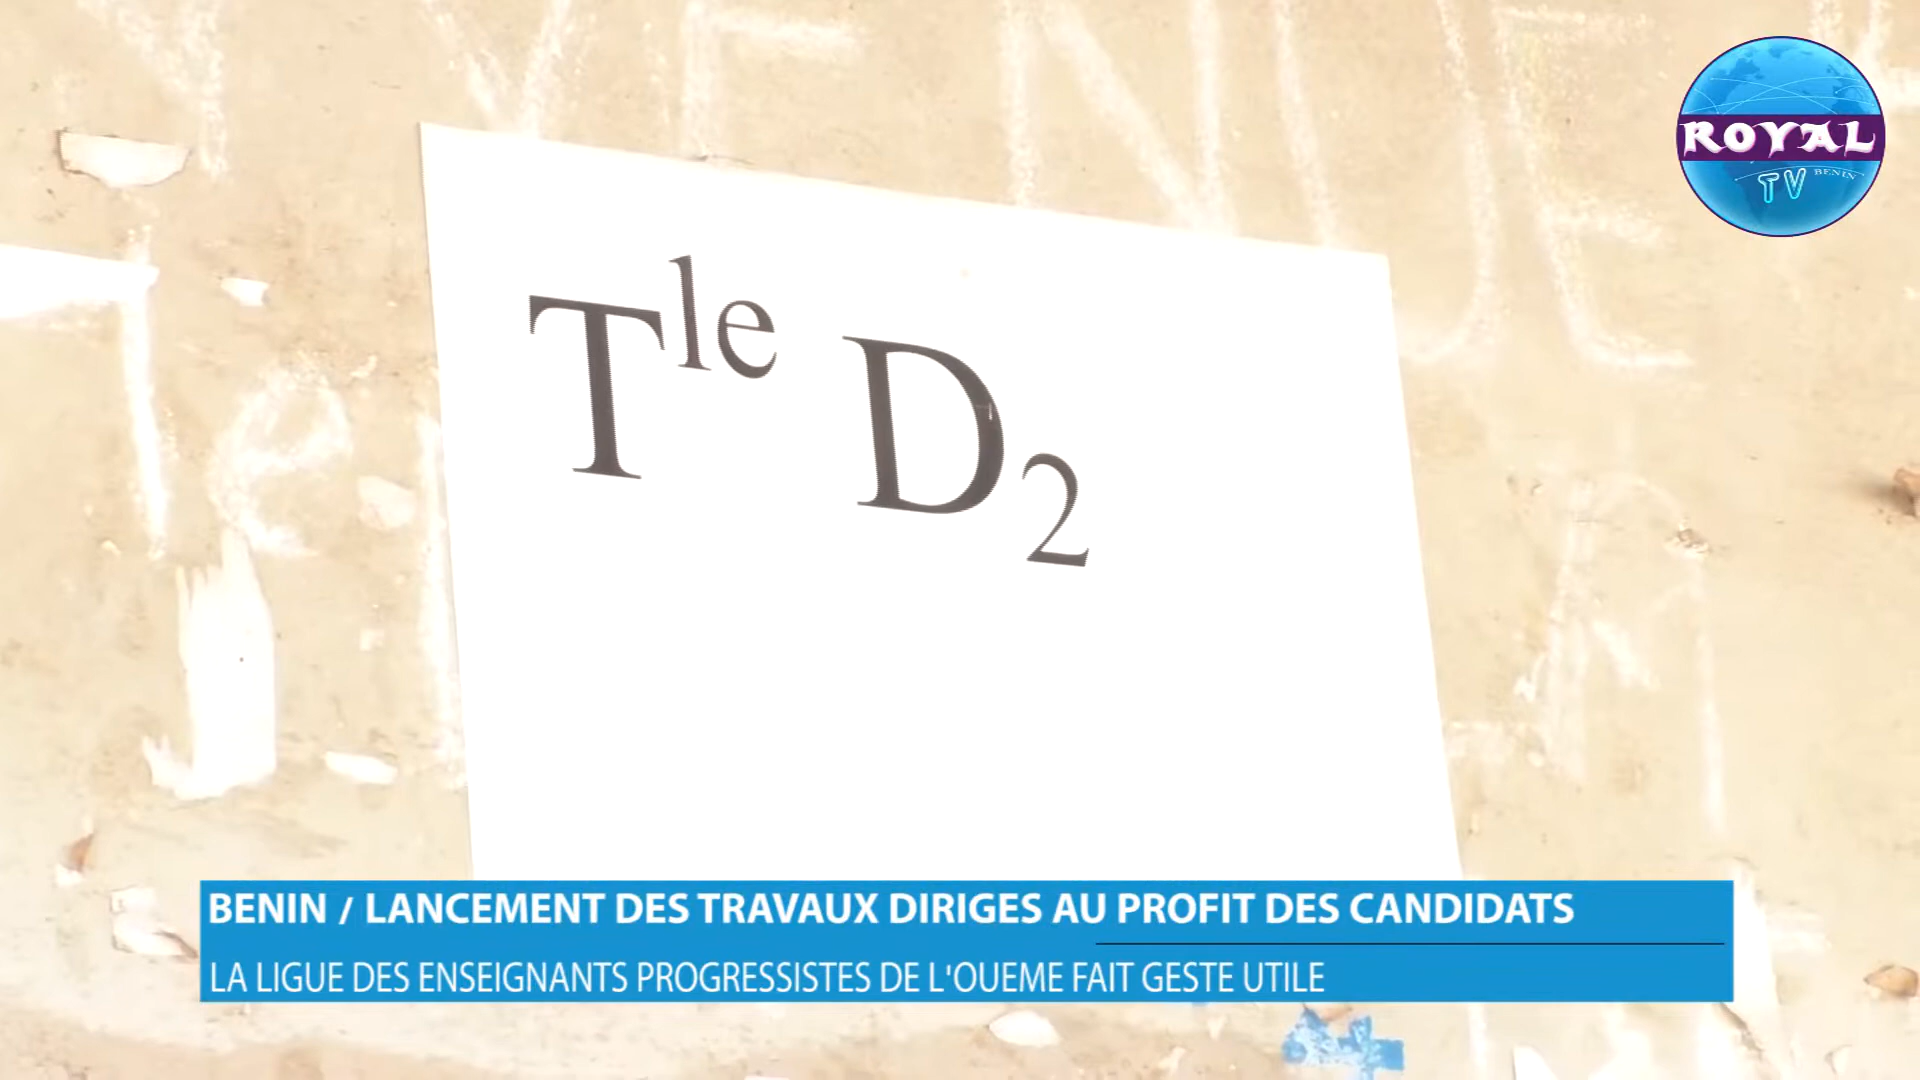 ROYAL
TV BENIN
Tle D2
BENIN / LANCEMENT DES TRAVAUX DIRIGES AU PROFIT DES CANDIDATS
LA LIGUE DES ENSEIGNANTS PROGRESSISTES DE L'OUEME FAIT GESTE UTILE